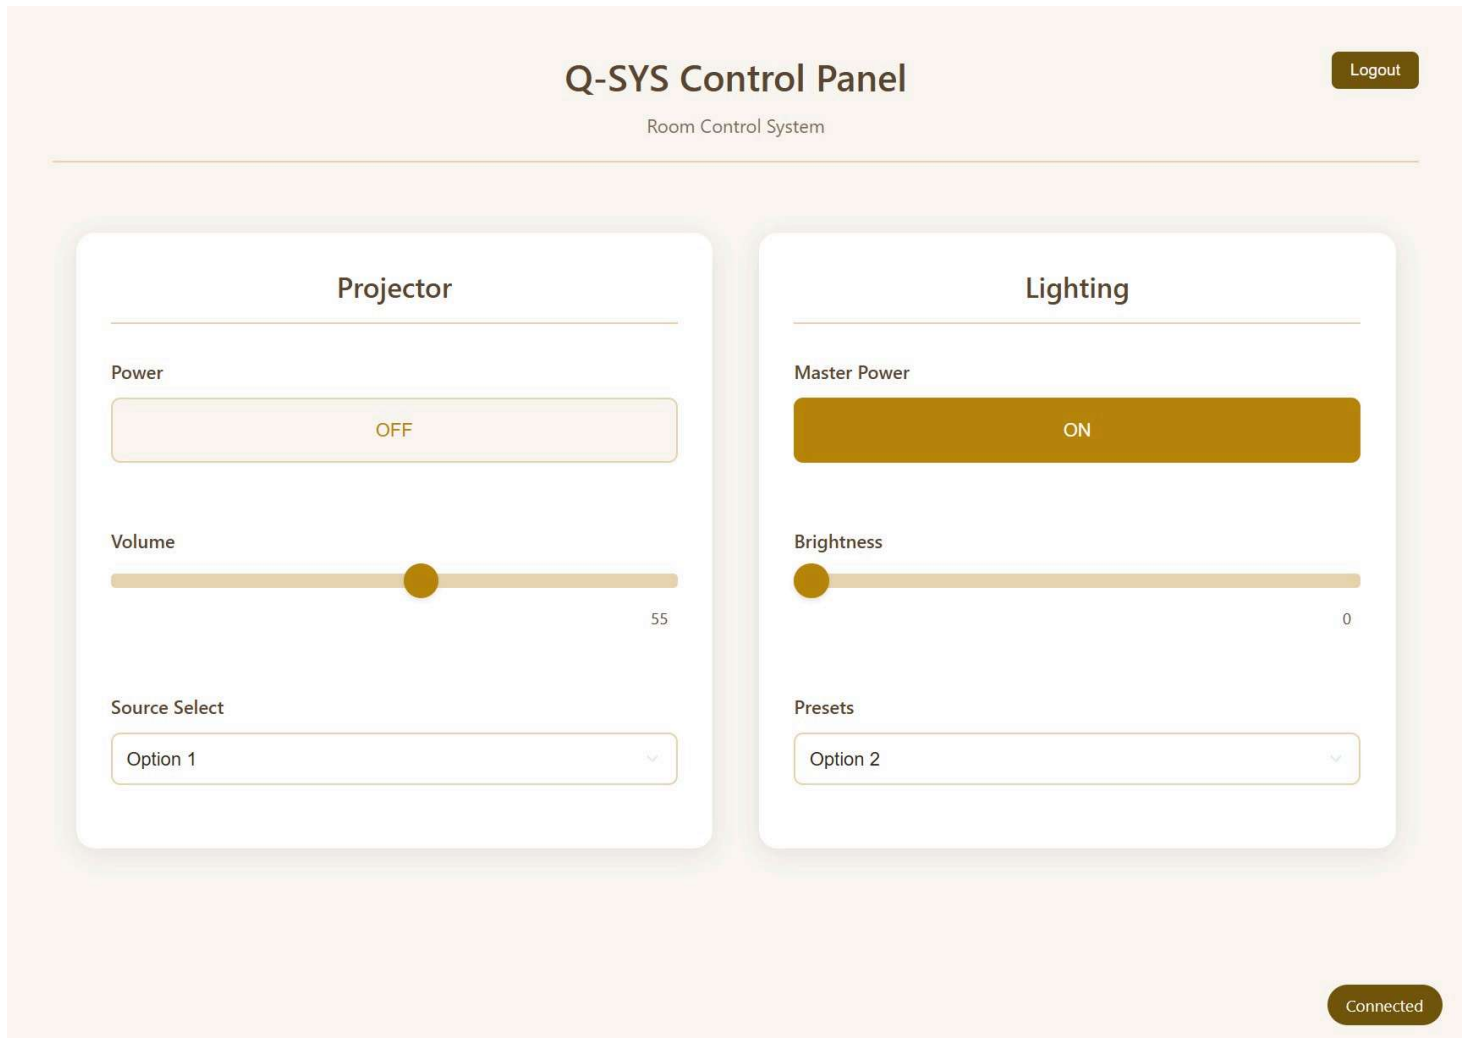 Q-SYS Control Panel
Logout
Room Control System
Projector
Power
OFF
Volume
55
Source Select
Option 1
Lighting
Master Power
ON
Brightness
0
Presets
Option 2
Connected